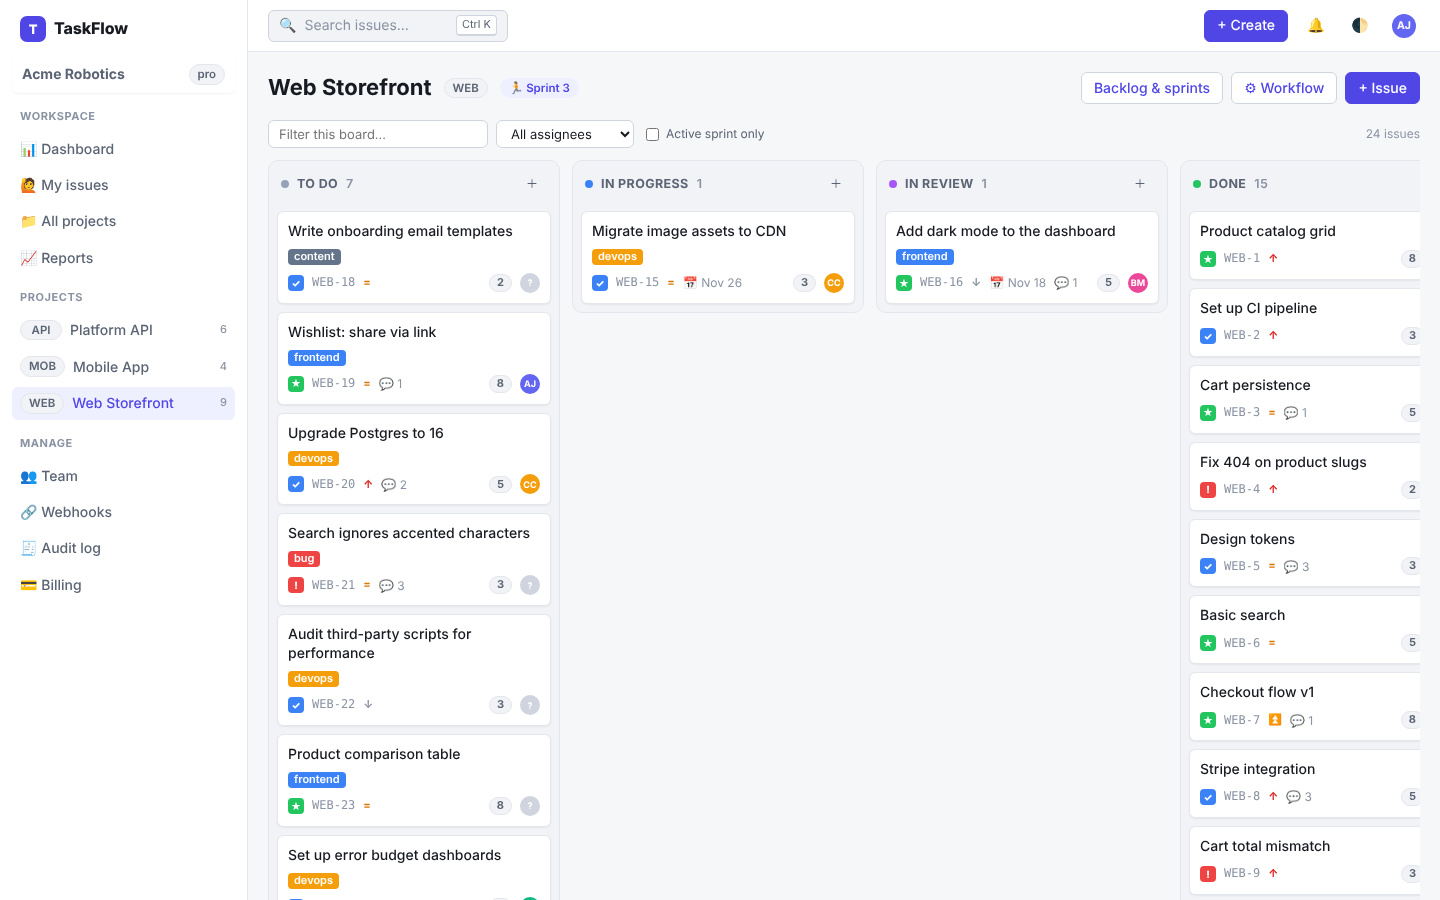 T TaskFlow
Acme Robotics pro
WORKSPACE
📊 Dashboard
🙋 My issues
📁 All projects
📈 Reports
PROJECTS
API Platform API 6
MOB Mobile App 4
WEB Web Storefront 9
MANAGE
👥 Team
🔗 Webhooks
🧾 Audit log
💳 Billing
🔍 Search issues... Ctrl K
+ Create
AJ
Web Storefront WEB 🏃 Sprint 3
Backlog & sprints
⚙ Workflow
+ Issue
Filter this board...
All assignees
Active sprint only
24 issues
TO DO 7 +
Write onboarding email templates
content
WEB-18 = 2 ?
Wishlist: share via link
frontend
WEB-19 = 💬 1 8 AJ
Upgrade Postgres to 16
devops
WEB-20 ↑ 💬 2 5 CC
Search ignores accented characters
bug
! WEB-21 = 💬 3 3 ?
Audit third-party scripts for
performance
devops
WEB-22 ↓ 3 ?
Product comparison table
frontend
WEB-23 = 8 ?
Set up error budget dashboards
devops
IN PROGRESS 1 +
Migrate image assets to CDN
devops
WEB-15 = 📅 Nov 26 3 CC
IN REVIEW 1 +
Add dark mode to the dashboard
frontend
WEB-16 ↓ 📅 Nov 18 💬 1 5 BM
DONE 15
Product catalog grid
WEB-1 ↑ 8
Set up CI pipeline
WEB-2 ↑ 3
Cart persistence
WEB-3 = 💬 1 5
Fix 404 on product slugs
! WEB-4 ↑ 2
Design tokens
WEB-5 = 💬 3 3
Basic search
WEB-6 = 5
Checkout flow v1
WEB-7 ⏫ 💬 1 8
Stripe integration
WEB-8 ↑ 💬 3 5
Cart total mismatch
! WEB-9 ↑ 3